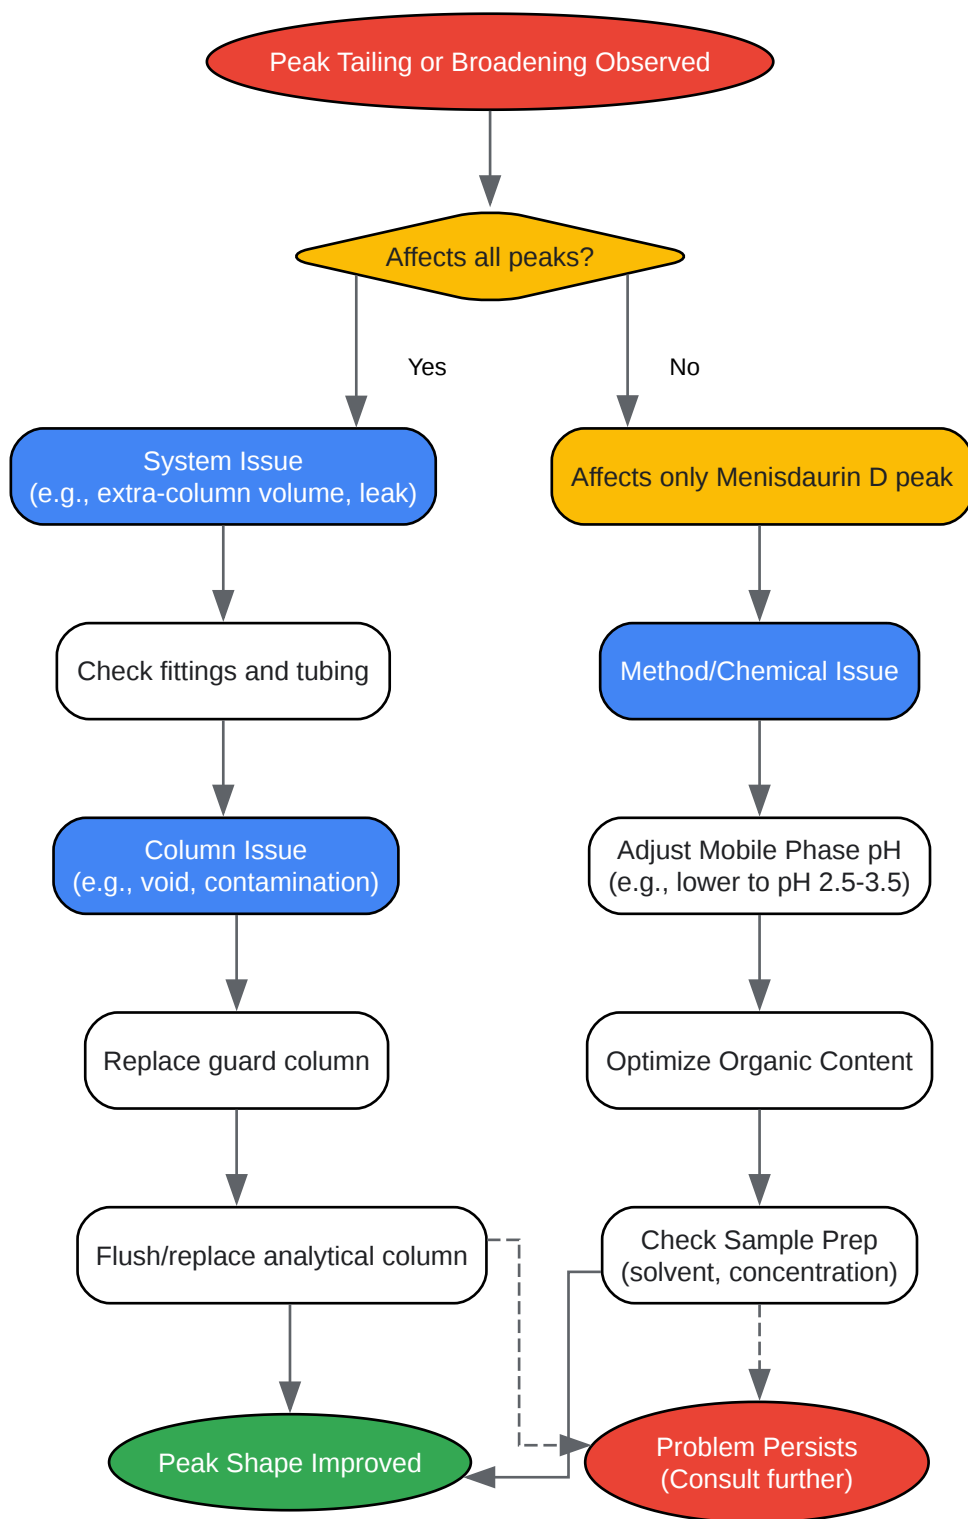 Peak Tailing or Broadening Observed
Affects all peaks?
Yes
No
System Issue
(e.g., extra-column volume, leak)
Affects only Menisdaurin D peak
Check fittings and tubing
Method/Chemical Issue
Column Issue
(e.g., void, contamination)
Adjust Mobile Phase pH
(e.g., lower to pH 2.5-3.5)
Replace guard column
Optimize Organic Content
Flush/replace analytical column
Check Sample Prep
(solvent, concentration)
Peak Shape Improved
Problem Persists
(Consult further)